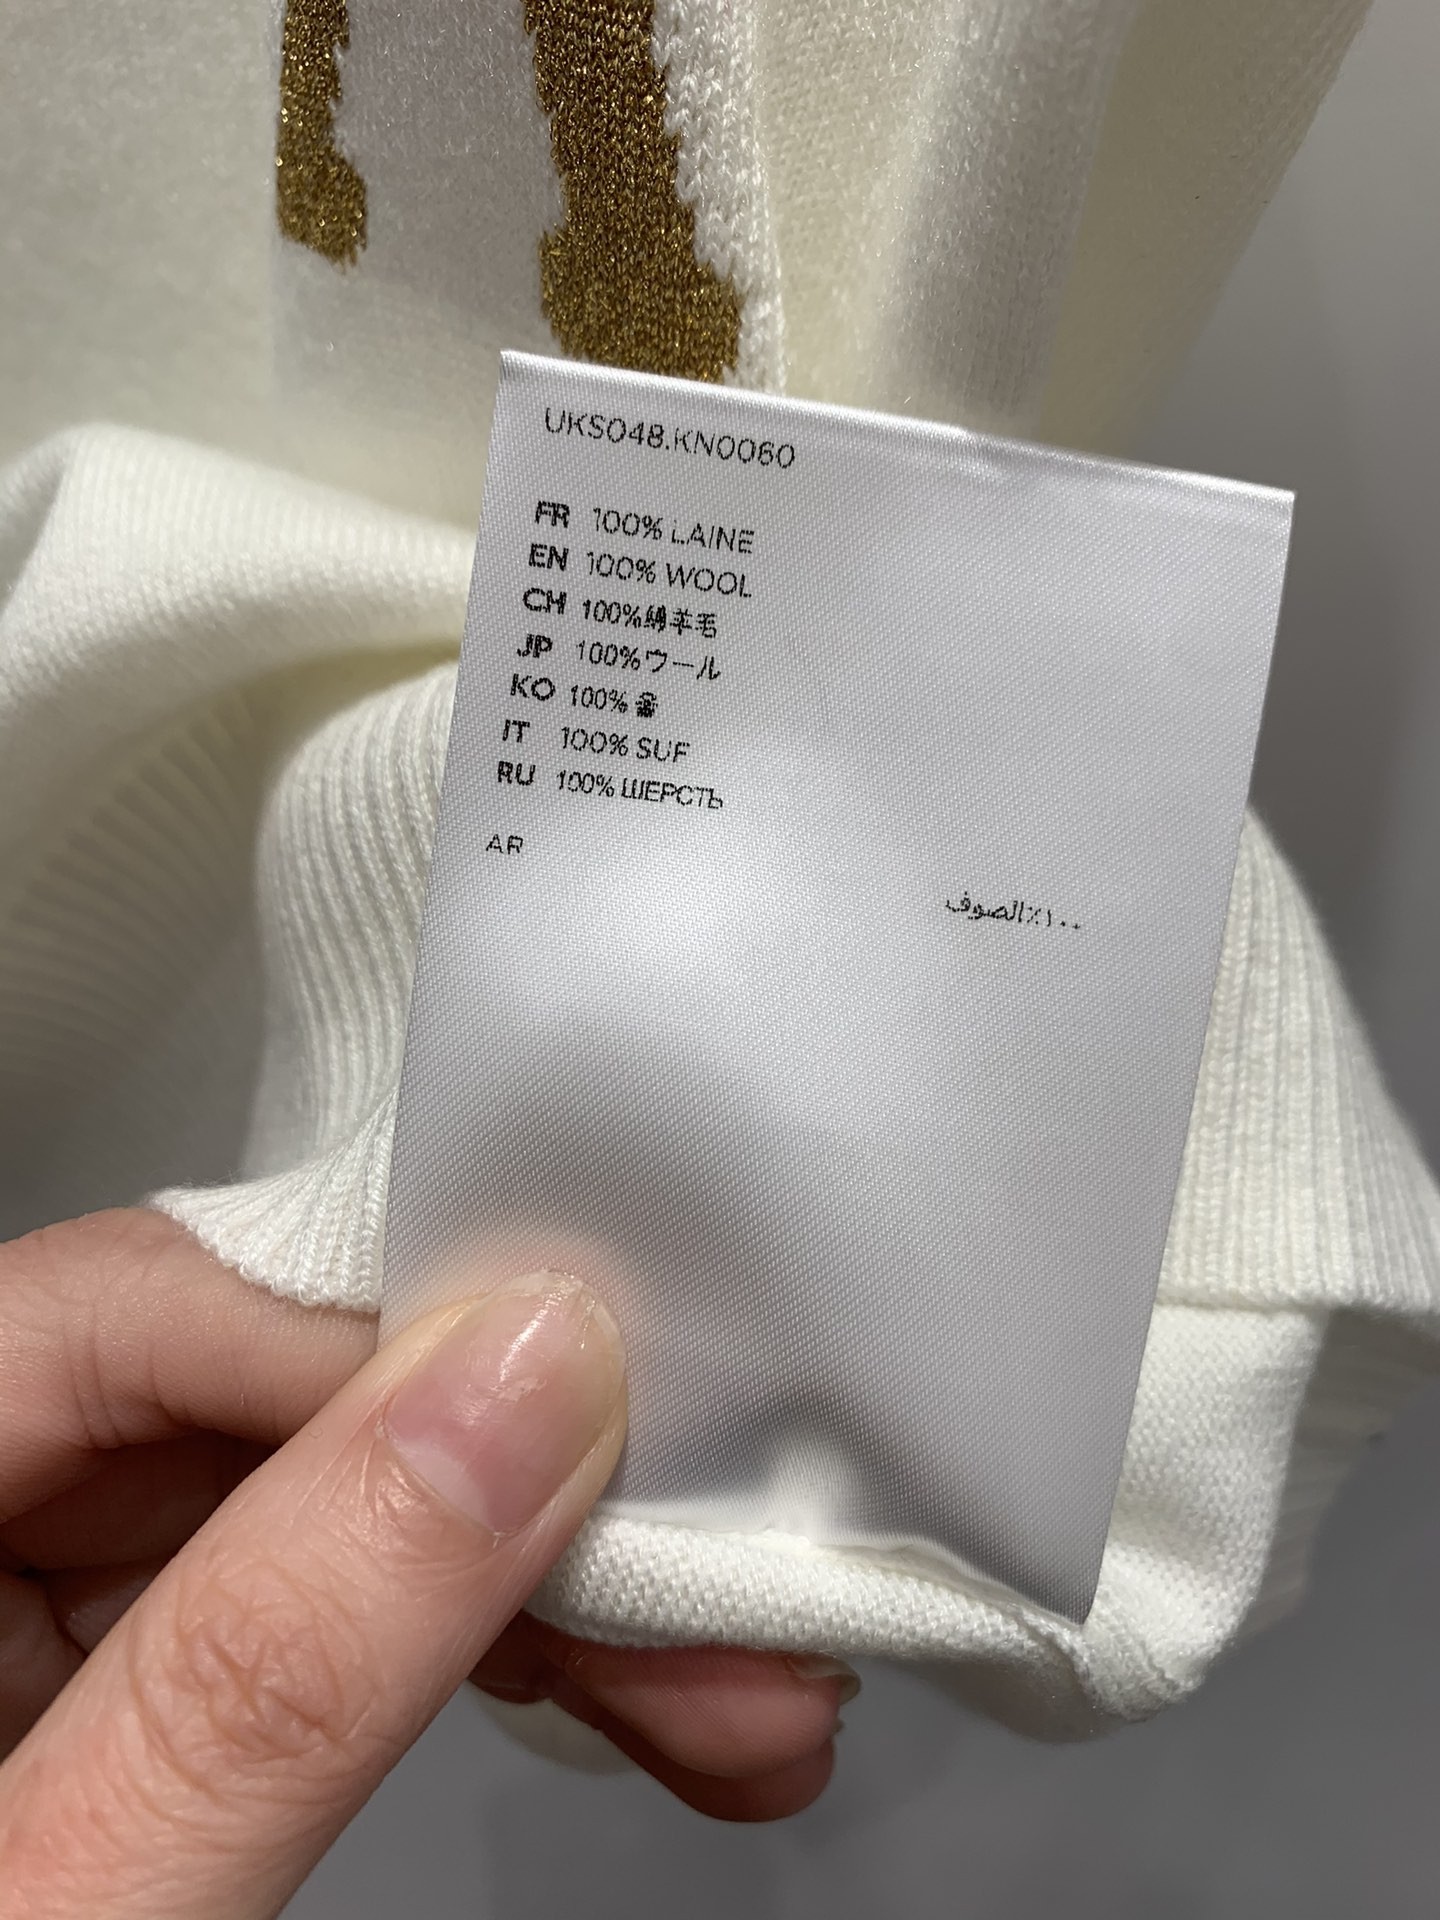 UKS048.KN0060
FR 100% LAINE
EN 100% WOOL
CH 100%绵羊毛
JP 100%ウール
KO 100% 울
IT 100% SUF
RU 100% ШЕРСТЬ
AR
١٠٠٪الصوف